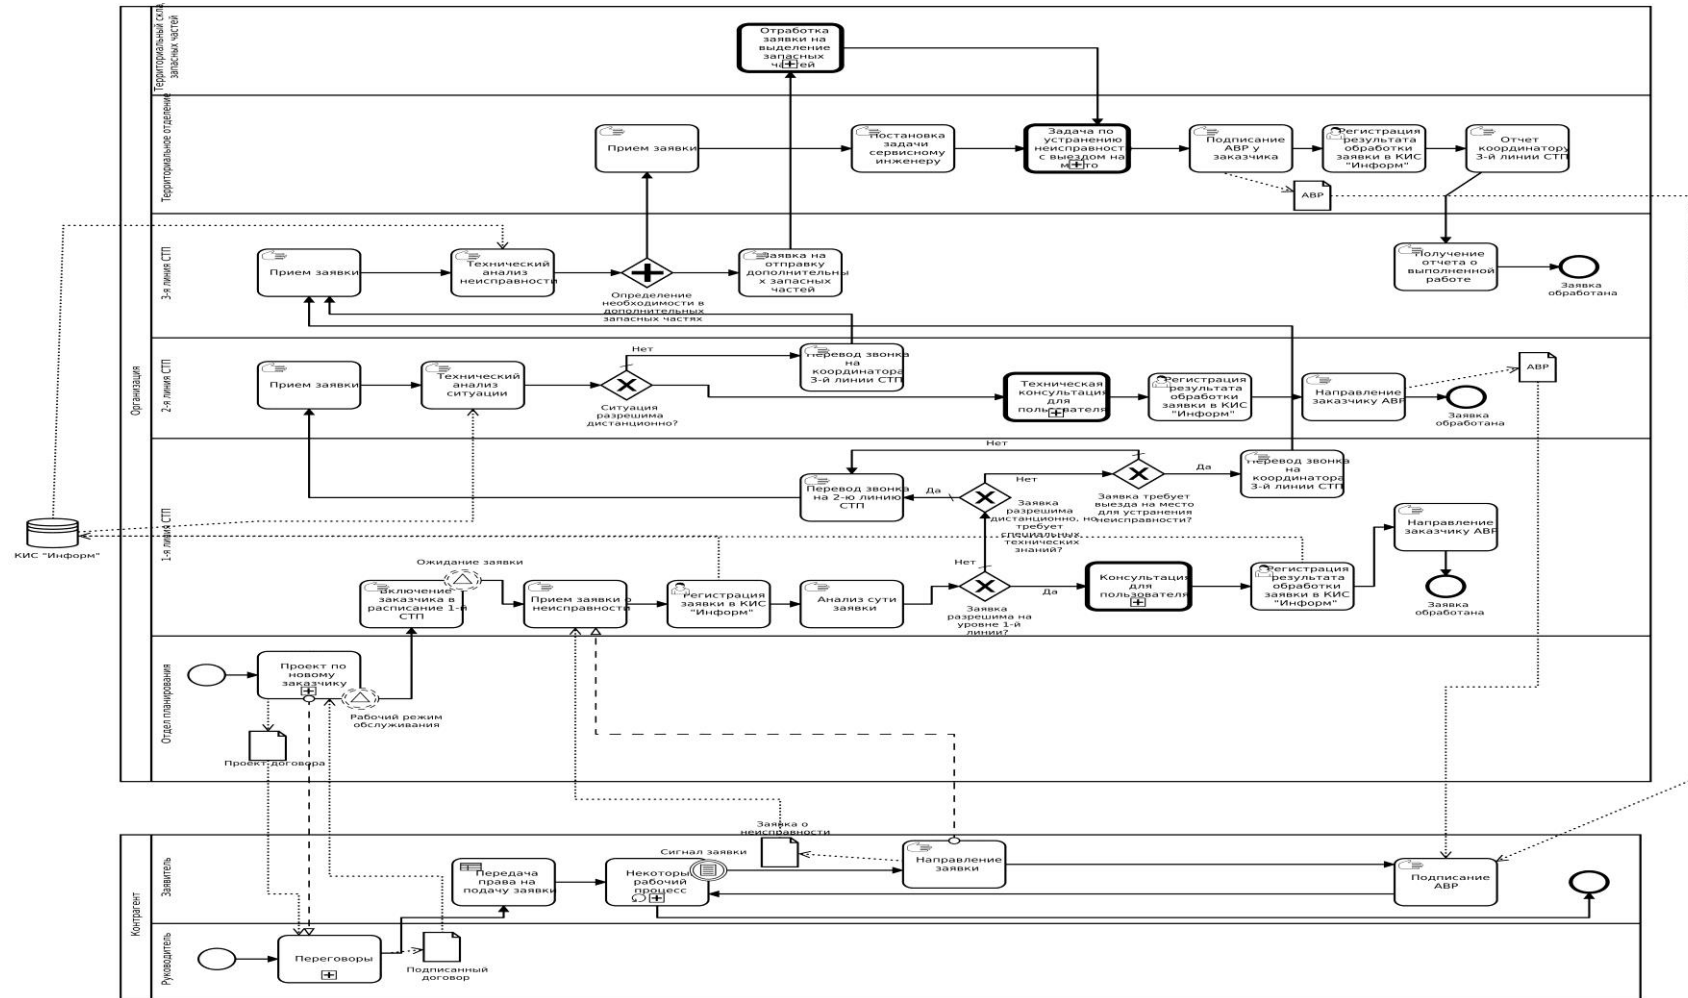 Территориальный скла,
запасных частей
Отработка
заявки на
выделение
запасных
частей
Территориальное отделение
Прием заявки
Постановка
задачи
сервисному
инженеру
Задача по
устранению
неисправност
с выездом на
место
Подписание
АВР у
заказчика
Регистрация
результата
обработки
заявки в КИС
"Информ"
Отчет
координатору
3-й линии СТП
АВР
Организация
3-я линия СТП
Прием заявки
Технический
анализ
неисправности
Определение
необходимости в
дополнительных
запасных частях
Заявка на
отправку
дополнительны
х запасных
частей
Получение
отчета о
выполненной
работе
Заявка
обработана
2-я линия СТП
Прием заявки
Технический
анализ
ситуации
Нет
Ситуация
разрешима
дистанционно?
Перевод звонка
на
координатора
3-й линии СТП
Техническая
консультация
для
пользователя
Регистрация
результата
обработки
заявки в КИС
"Информ"
Направление
заказчику АВР
АВР
Заявка
обработана
1-я линия СТП
Нет
Перевод звонка
на 2-ю линию
СТП
Да
Нет
Заявка
разрешима
дистанционно, но
требует
специальных
технических
знаний?
Заявка требует
выезда на место
для устранения
неисправности?
Да
Перевод звонка
на
координатора
3-й линии СТП
КИС "Информ"
Ожидание заявки
Включение
заказчика в
расписание 1-й
СТП
Прием заявки о
неисправности
Регистрация
заявки в КИС
"Информ"
Анализ сути
заявки
Нет
Заявка
разрешима на
уровне 1-й
линии?
Да
Консультация
для
пользователя
Регистрация
результата
обработки
заявки в КИС
"Информ"
Направление
заказчику АВР
Заявка
обработана
Отдел планирования
Проект по
новому
заказчику
Рабочий режим
обслуживания
Проект договора
Контрагент
Заявитель
Передача
права на
подачу заявки
Некоторы
рабочий
процесс
Сигнал заявки
Заявка о
неисправности
Направление
заявки
Подписание
АВР
Руководитель
Переговоры
Подписанный
договор